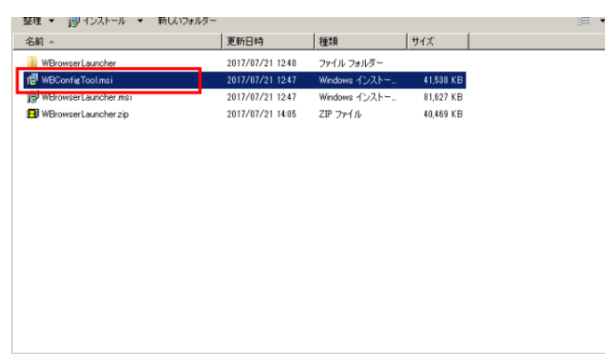 整理 ▼ インストール ▼ 新しいフォルダー
名前 更新日時 種類 サイズ
WBrowserLauncher 2017/07/21 12:40 ファイル フォルダー
WBConfigTool.msi 2017/07/21 12:47 Windows インストー... 41,538 KB
WBrowserLauncher.msi 2017/07/21 12:47 Windows インストー... 81,627 KB
WBrowserLauncher.zip 2017/07/21 14:05 ZIP ファイル 40,469 KB